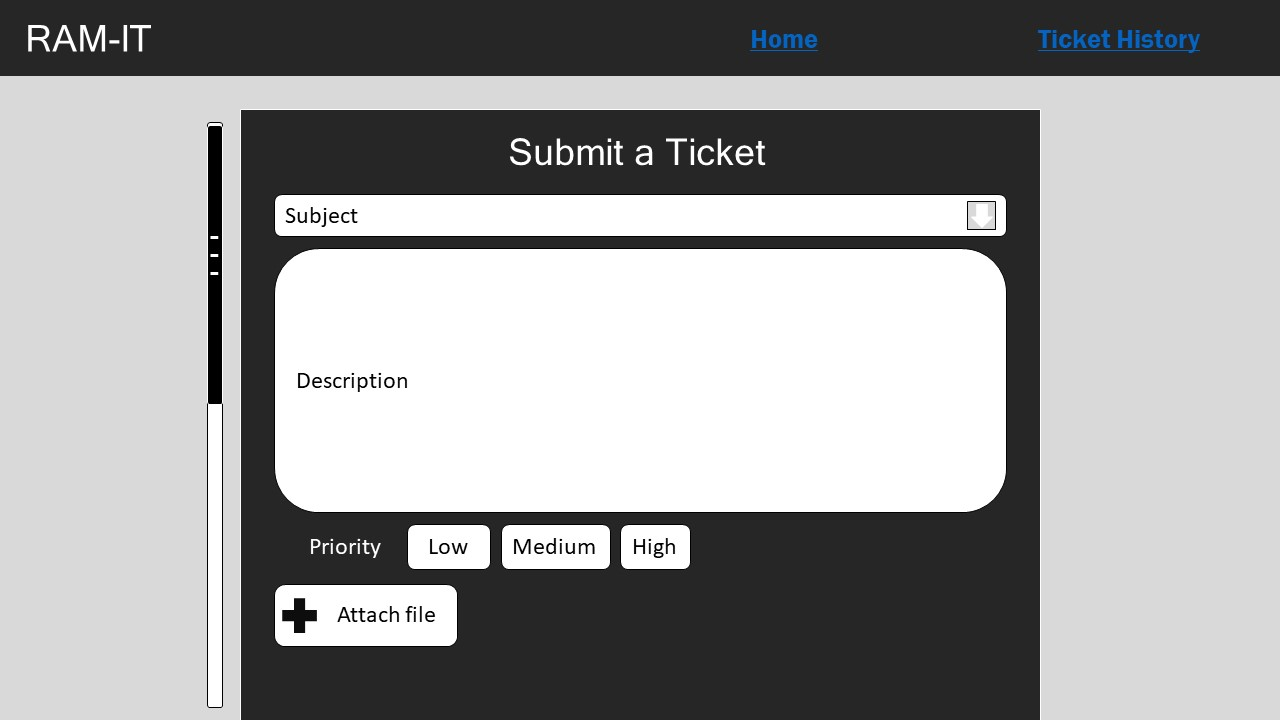 RAM-IT
Home
Ticket History
Submit a Ticket
Subject
Description
Priority
Low
Medium
High
Attach file